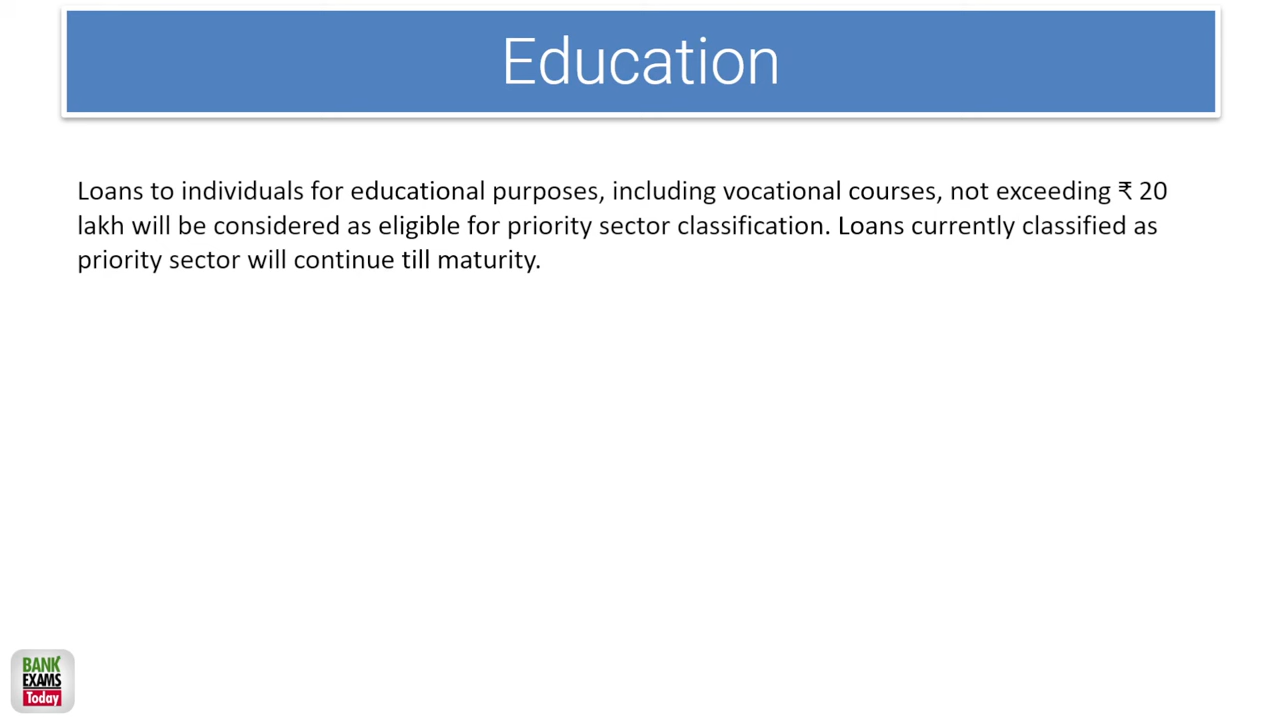 Education
Loans to individuals for educational purposes, including vocational courses, not exceeding ₹ 20
lakh will be considered as eligible for priority sector classification. Loans currently classified as
priority sector will continue till maturity.
BANK
EXAMS
Today